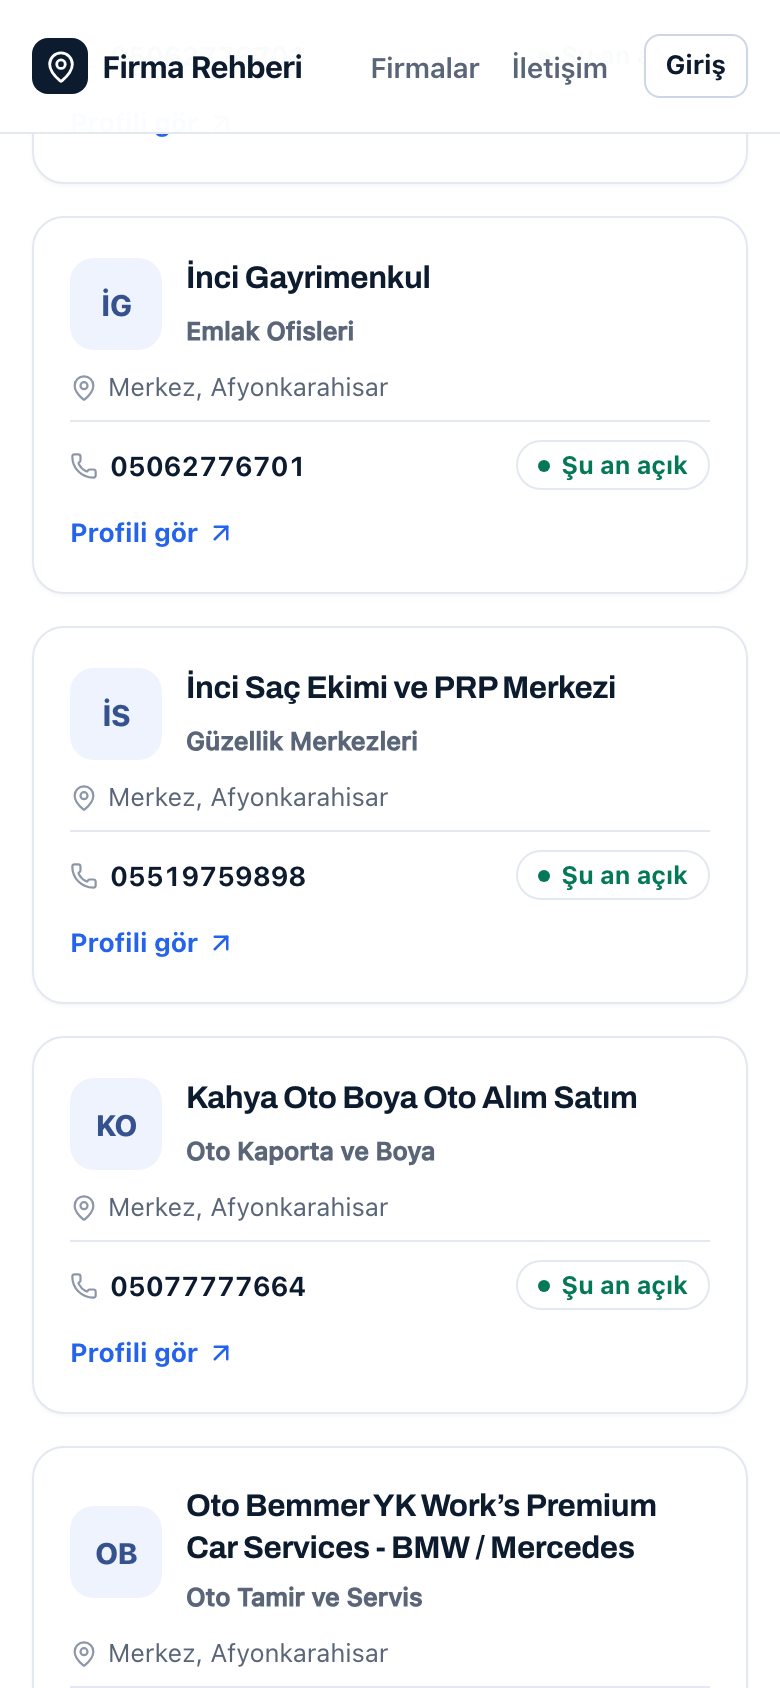 Firma Rehberi
Firmalar
İletişim
Giriş
Profili gör
İG
İnci Gayrimenkul
Emlak Ofisleri
Merkez, Afyonkarahisar
05062776701
Şu an açık
Profili gör
İS
İnci Saç Ekimi ve PRP Merkezi
Güzellik Merkezleri
Merkez, Afyonkarahisar
05519759898
Şu an açık
Profili gör
KO
Kahya Oto Boya Oto Alım Satım
Oto Kaporta ve Boya
Merkez, Afyonkarahisar
05077777664
Şu an açık
Profili gör
OB
Oto Bemmer YK Work’s Premium
Car Services - BMW / Mercedes
Oto Tamir ve Servis
Merkez, Afyonkarahisar